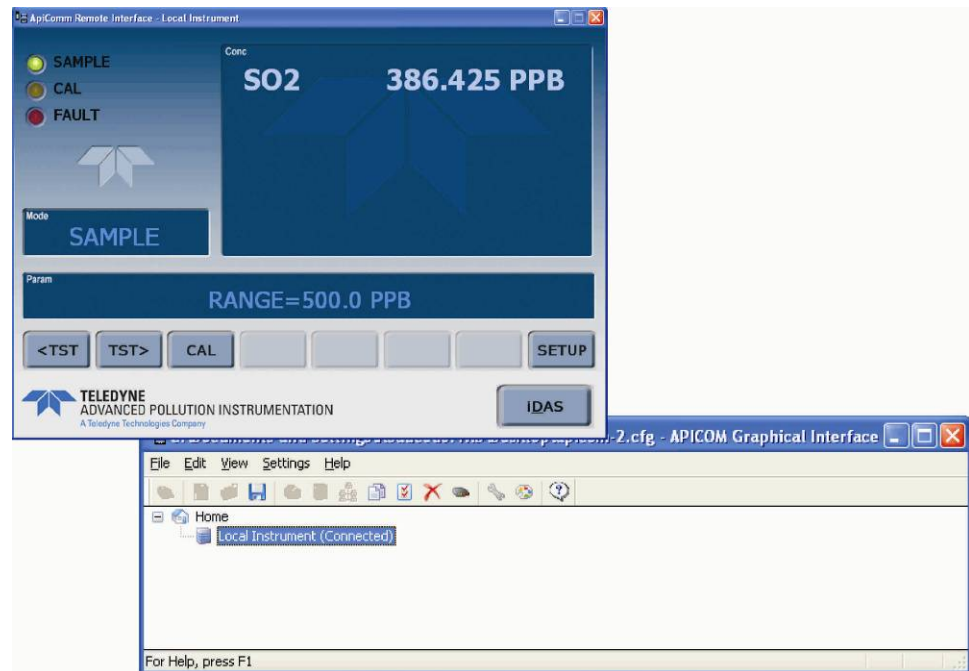 ApiComm Remote Interface - Local Instrument
SAMPLE
CAL
FAULT
Conc
SO2 386.425 PPB
Mode
SAMPLE
Param
RANGE=500.0 PPB
<TST TST> CAL SETUP
TELEDYNE
ADVANCED POLLUTION INSTRUMENTATION
A Teledyne Technologies Company
iDAS
-2.cfg - APICOM Graphical Interface
File Edit View Settings Help
Home
Local Instrument (Connected)
For Help, press F1